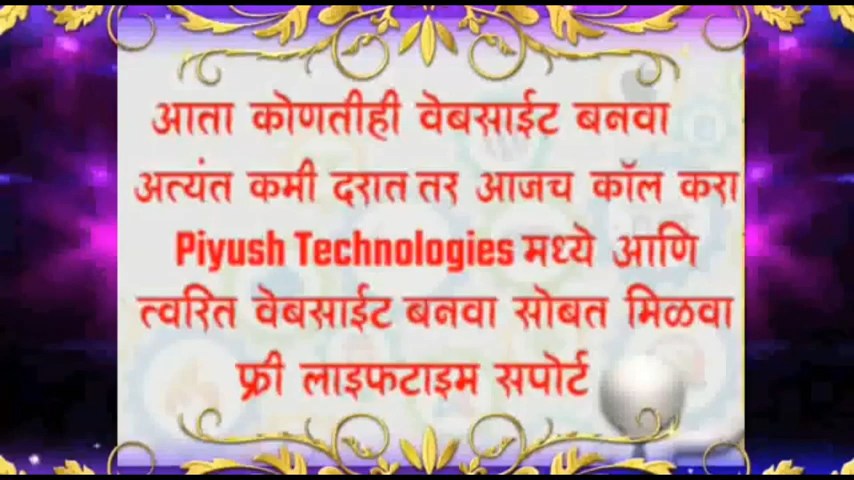 आता कोणतीही वेबसाईट बनवा
अत्यंत कमी दरात तर आजच कॉल करा
Piyush Technologies मध्ये आणि
त्वरित वेबसाईट बनवा सोबत मिळवा
फ्री लाइफटाइम सपोर्ट